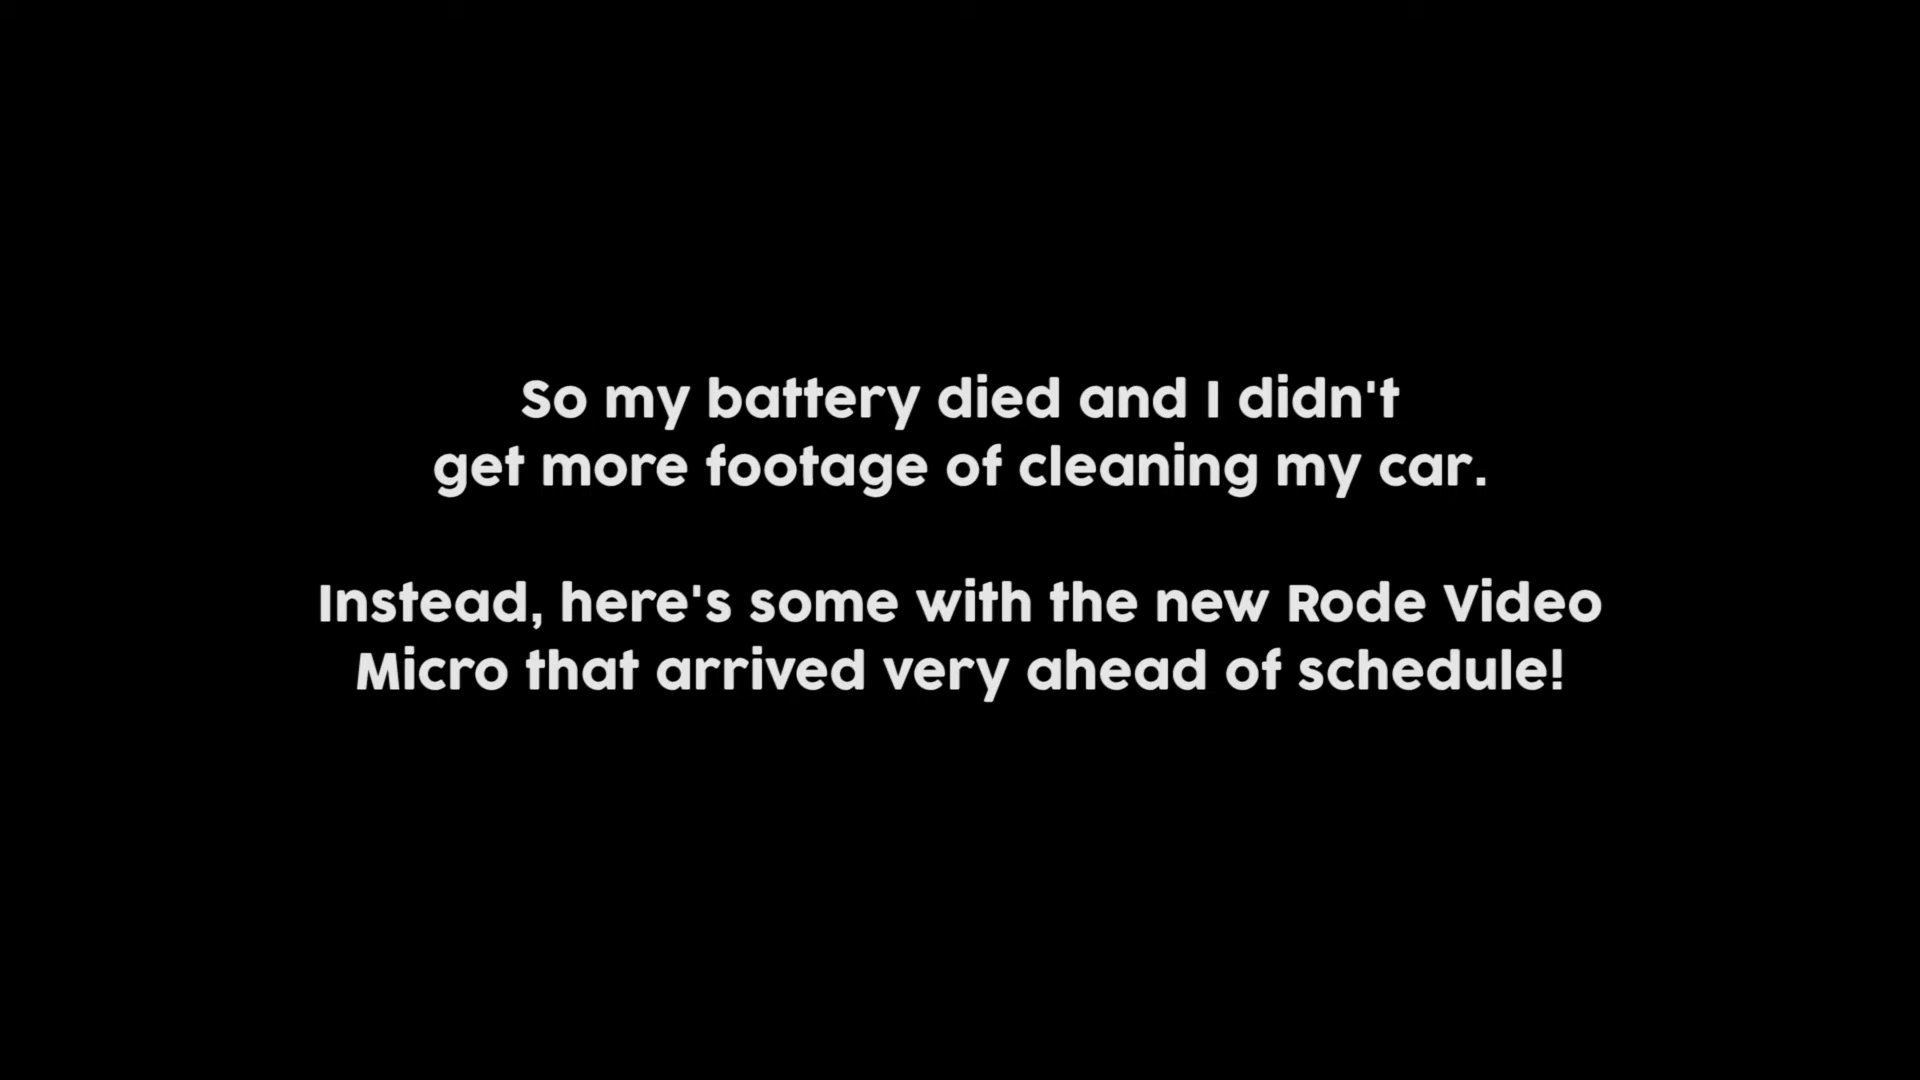 So my battery died and I didn't
get more footage of cleaning my car.
Instead, here's some with the new Rode Video
Micro that arrived very ahead of schedule!